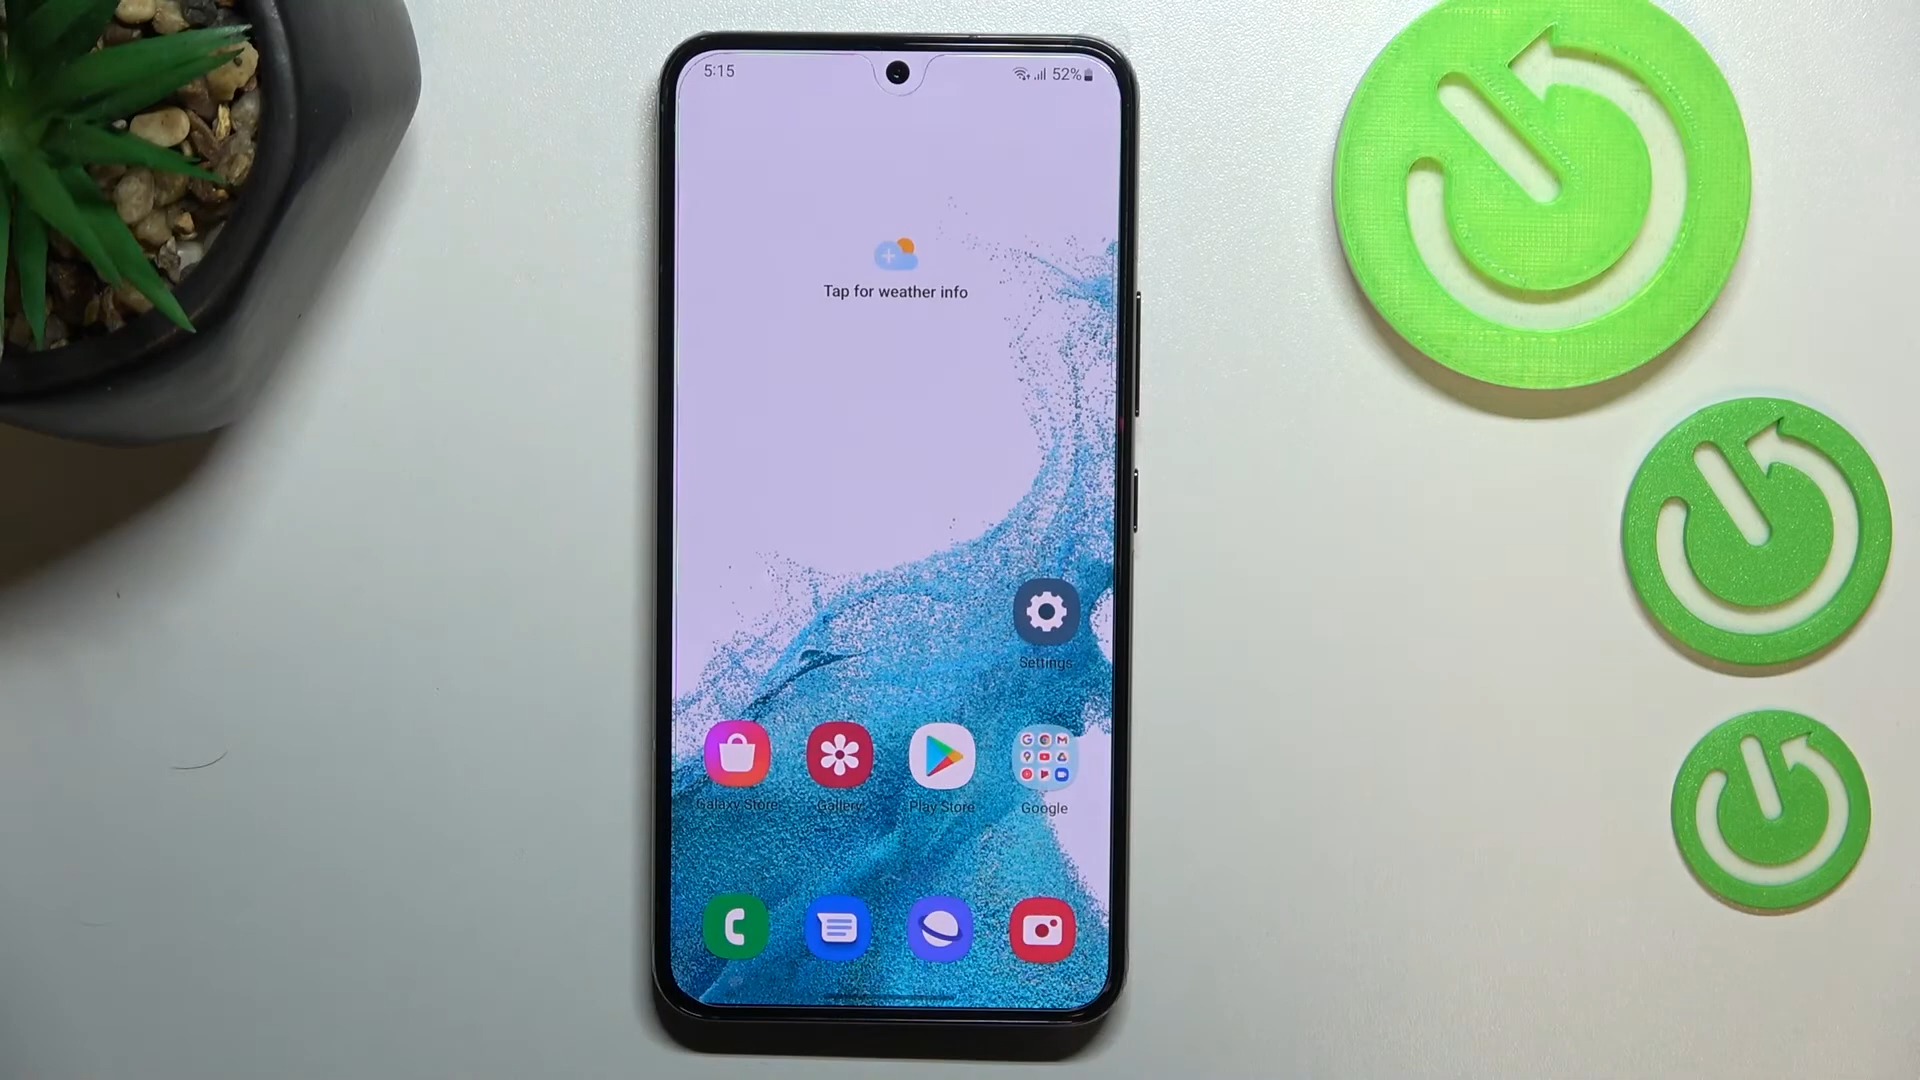 5:15
52%
Tap for weather info
Settings
Galaxy Store
Gallery
Play Store
Google